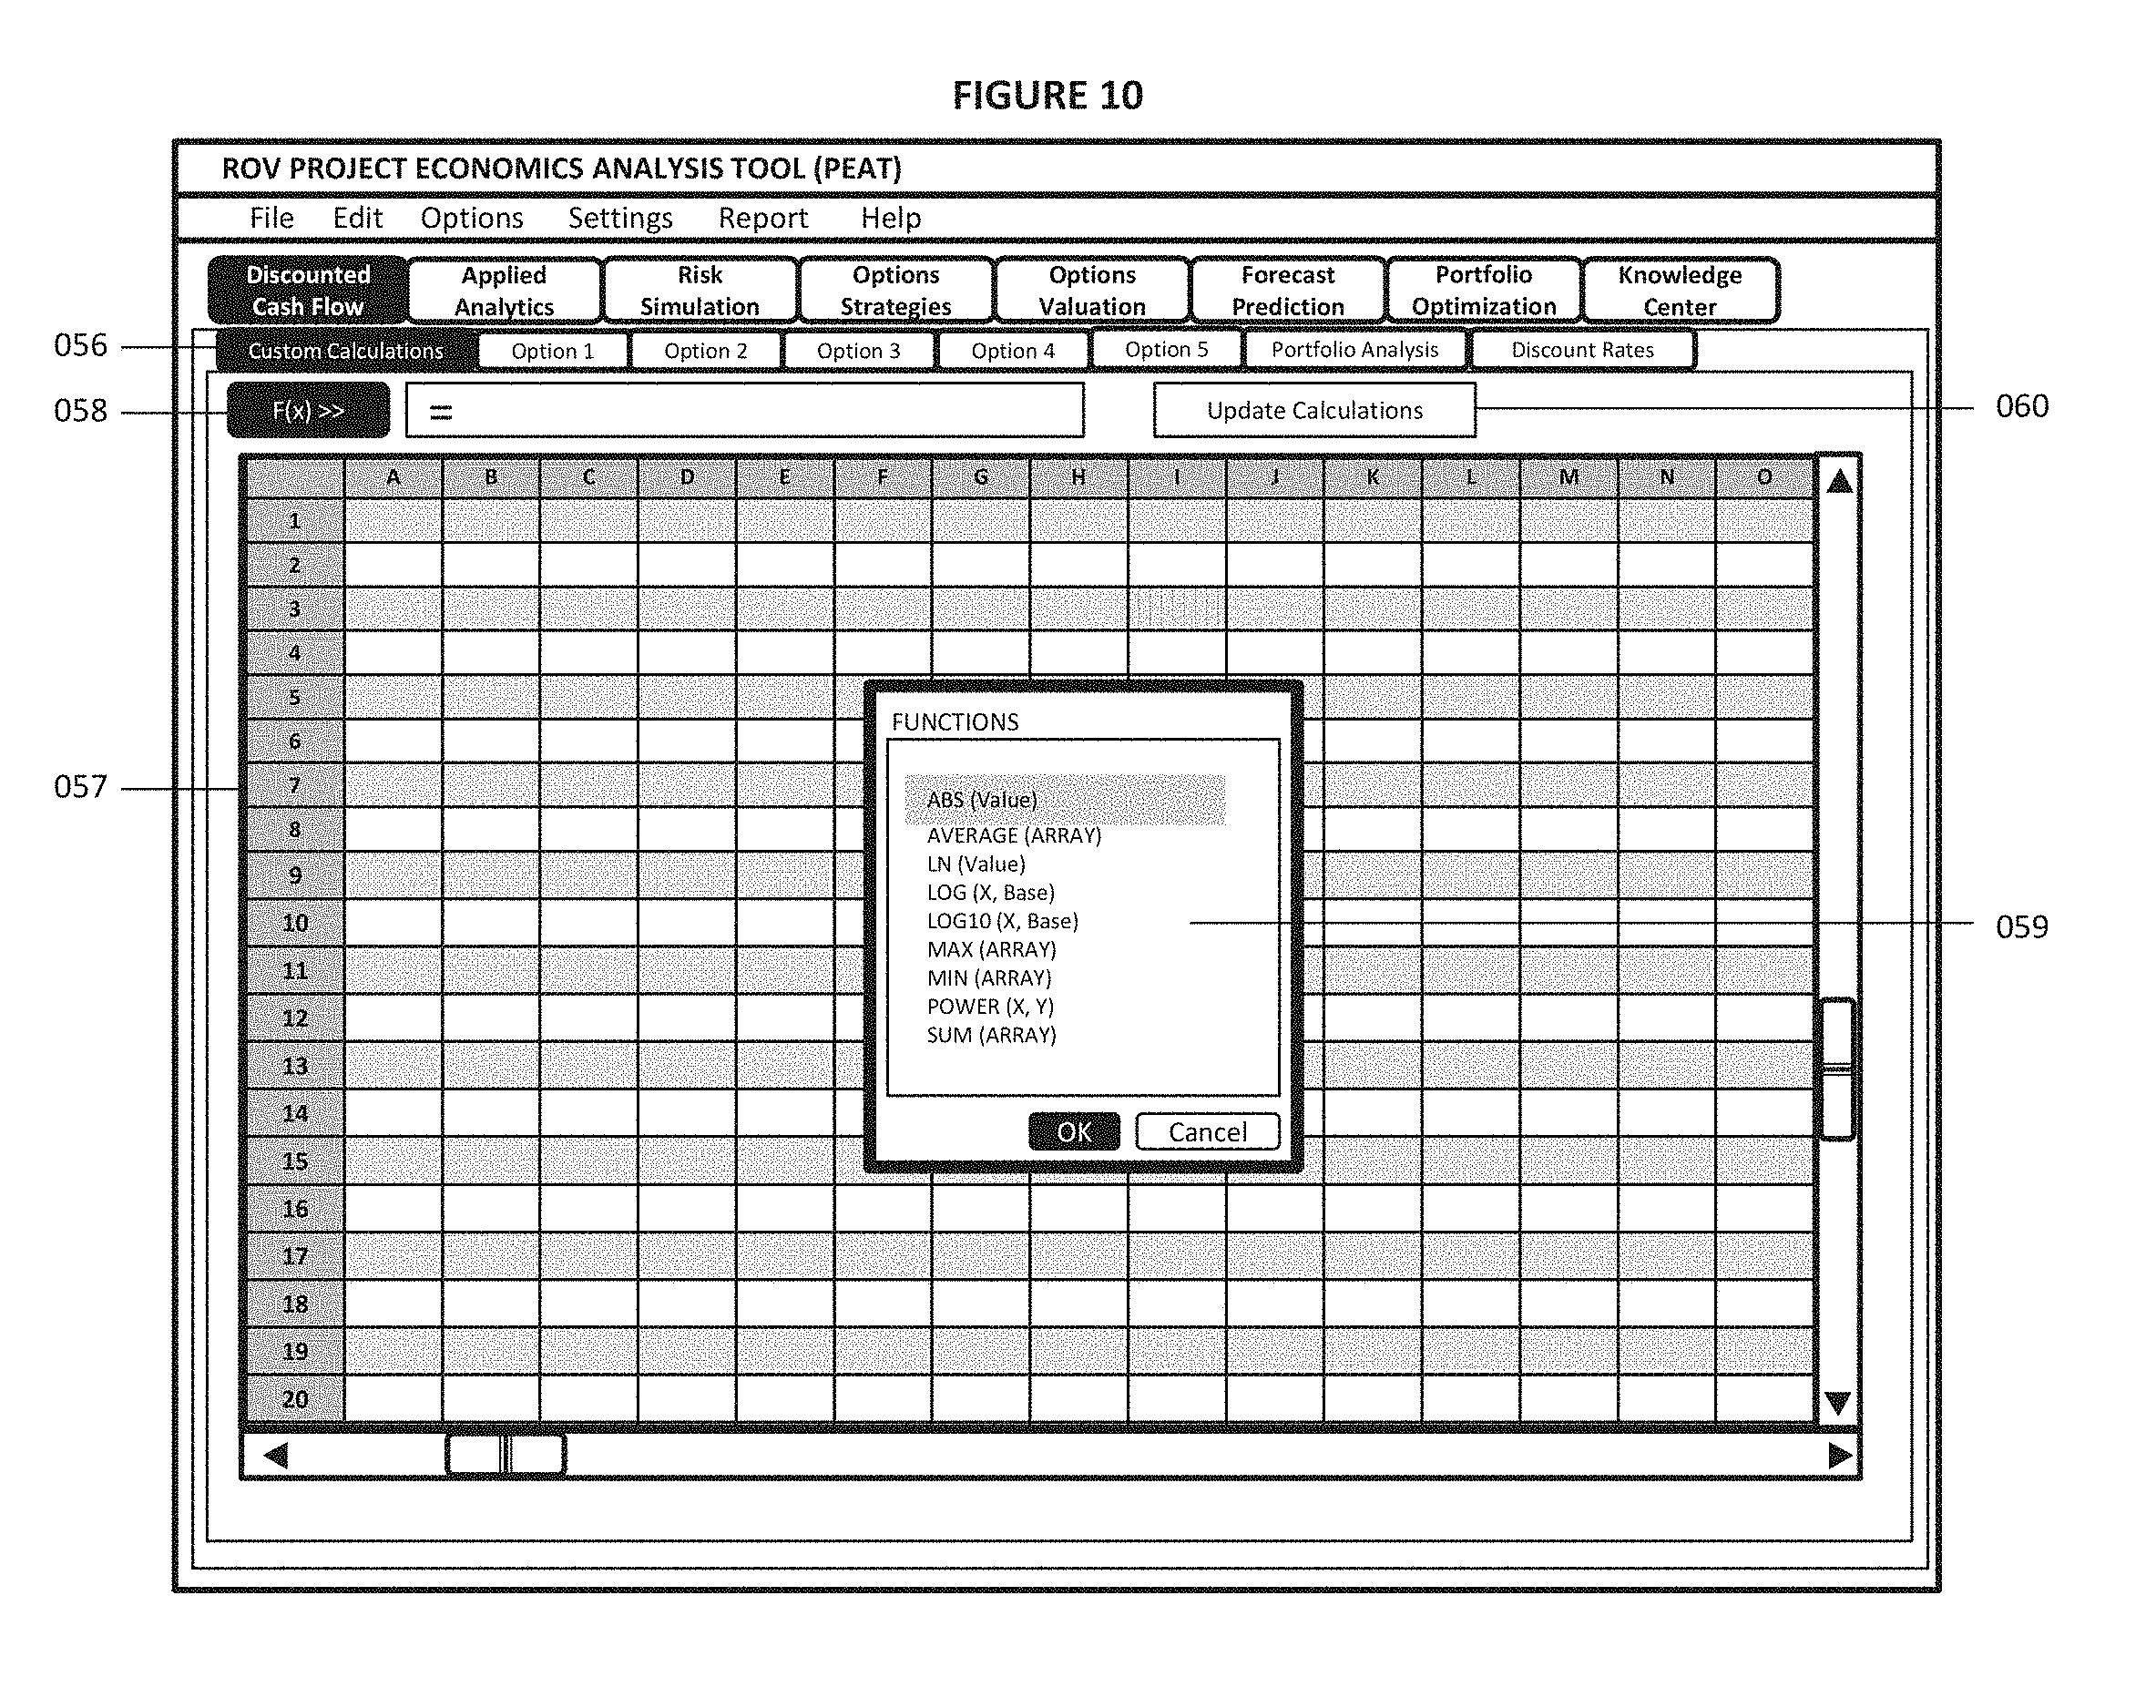 FIGURE 10
ROV PROJECT ECONOMICS ANALYSIS TOOL (PEAT)
File Edit Options Settings Report Help
Discounted Cash Flow Applied Analytics Risk Simulation Options Strategies Options Valuation Forecast Prediction Portfolio Optimization Knowledge Center
056 Custom Calculations Option 1 Option 2 Option 3 Option 4 Option 5 Portfolio Analysis Discount Rates
058 F(x) >> = Update Calculations 060
A B C D E F G H I J K L M N O
1
2
3
4
5
6
7
8
9
10
11
12
13
14
15
16
17
18
19
20
057
FUNCTIONS
ABS (Value)
AVERAGE (ARRAY)
LN (Value)
LOG (X, Base)
LOG10 (X, Base)
MAX (ARRAY)
MIN (ARRAY)
POWER (X, Y)
SUM (ARRAY)
OK Cancel
059